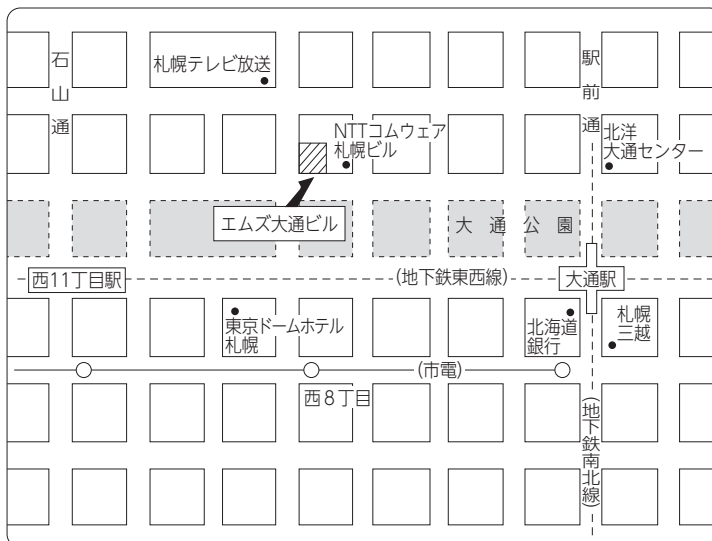 石山通
札幌テレビ放送
駅前通
NTTコムウェア
札幌ビル
北洋
大通センター
エムズ大通ビル
大通公園
西11丁目駅
(地下鉄東西線)
大通駅
東京ドームホテル
札幌
北海道
銀行
札幌
三越
(市電)
西8丁目
(地下鉄南北線)